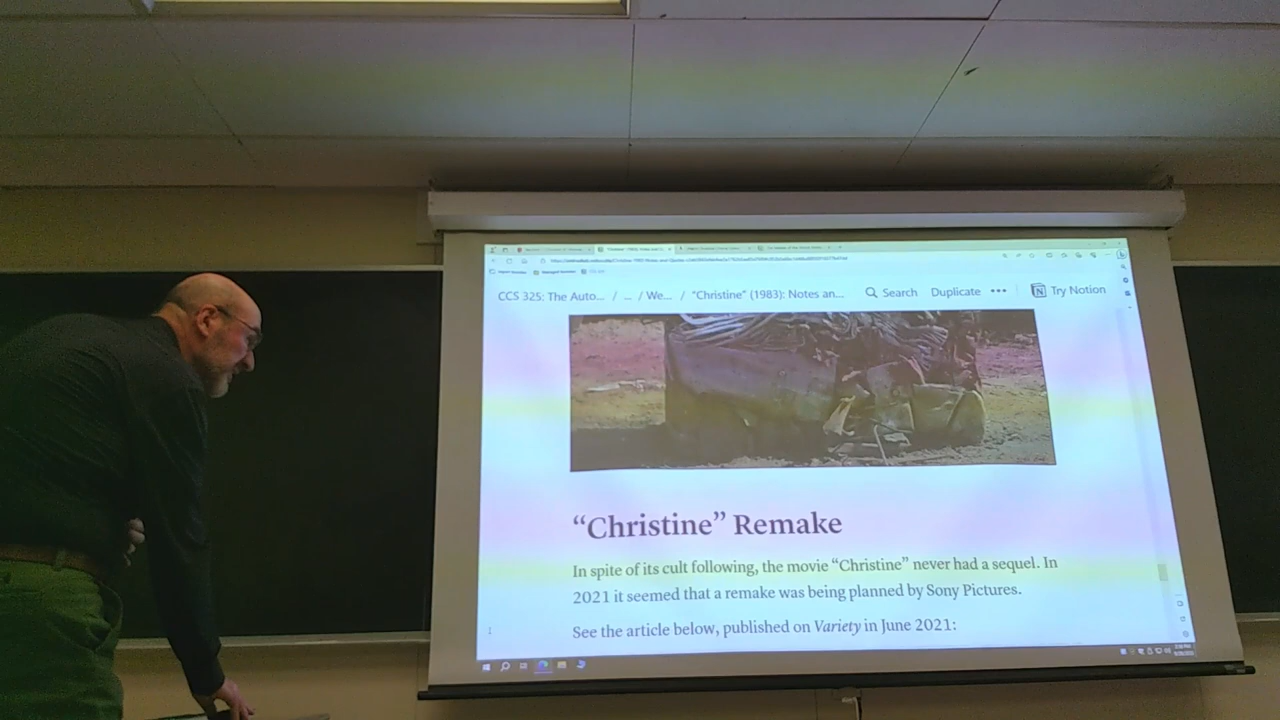 CCS 325: The Auto... / ... / We... / "Christine" (1983): Notes an... Search Duplicate ••• Try Notion
“Christine” Remake
In spite of its cult following, the movie “Christine” never had a sequel. In
2021 it seemed that a remake was being planned by Sony Pictures.
See the article below, published on Variety in June 2021: